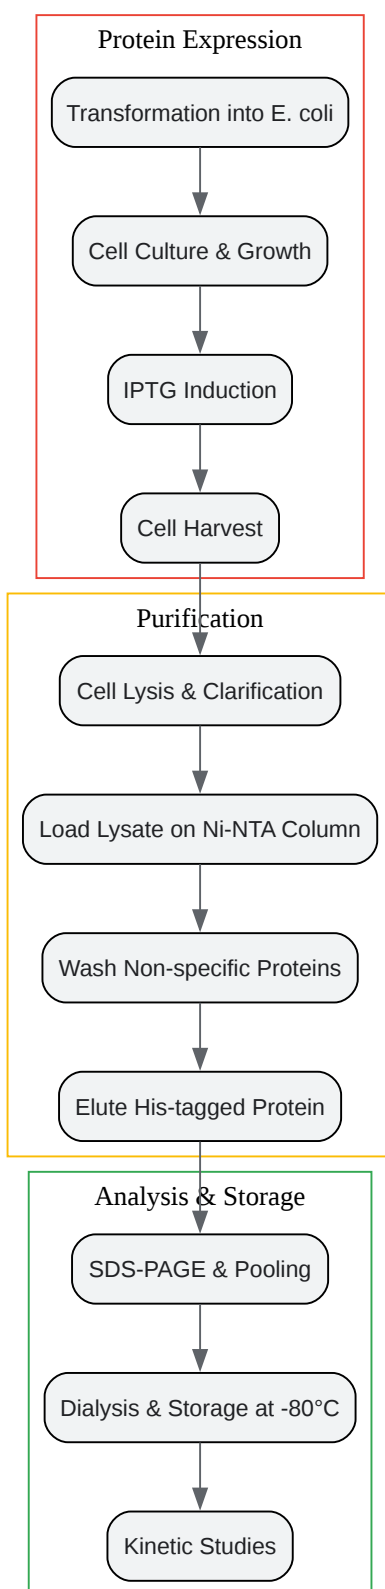 Protein Expression
Transformation into E. coli
Cell Culture & Growth
IPTG Induction
Cell Harvest
Purification
Cell Lysis & Clarification
Load Lysate on Ni-NTA Column
Wash Non-specific Proteins
Elute His-tagged Protein
Analysis & Storage
SDS-PAGE & Pooling
Dialysis & Storage at -80°C
Kinetic Studies